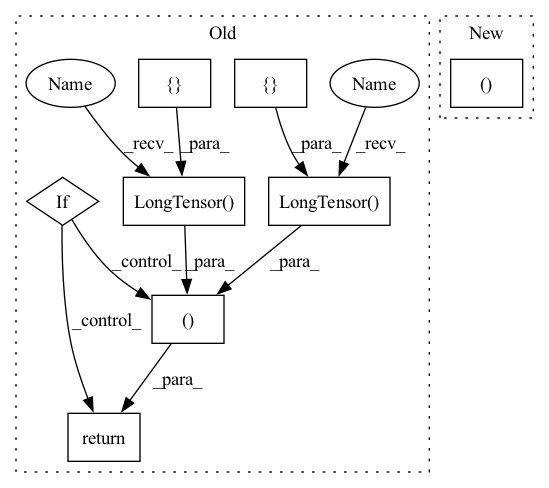 Old
New
Name
{}
{}
Name
()
_recv_
_para_
_para_
_recv_
If
LongTensor()
LongTensor()
_control_
_para_
_para_
_control_
()
_para_
return